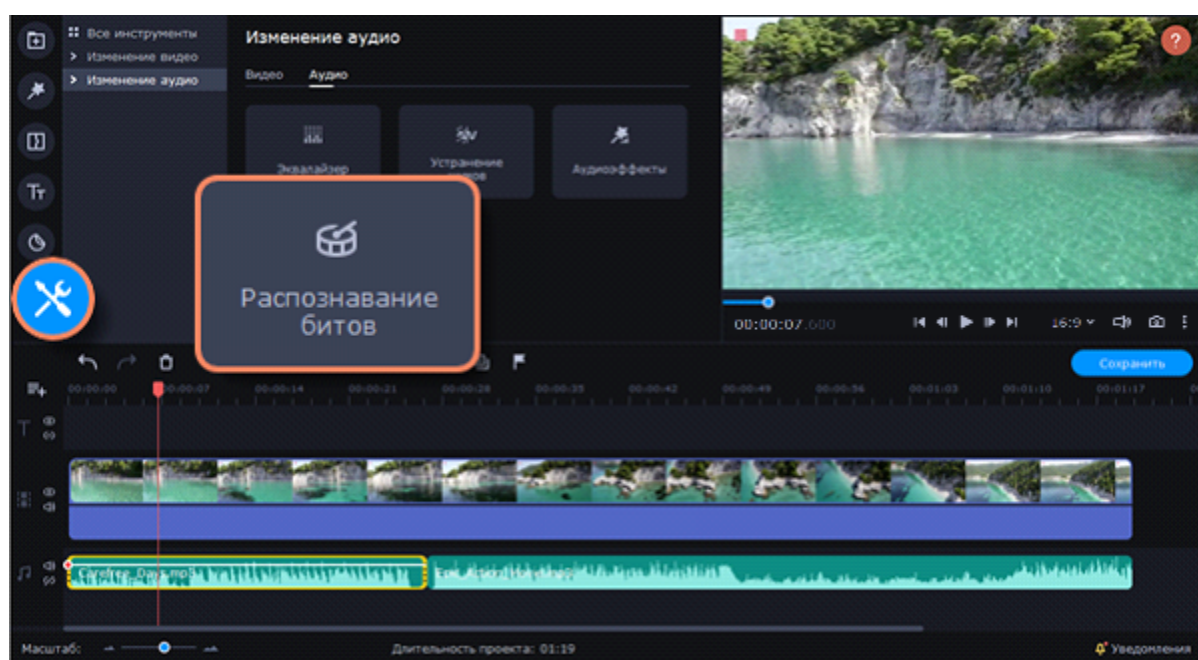 Все инструменты
Изменение видео
Изменение аудио
Изменение аудио
Видео Аудио
Эквалайзер
Устранение
Аудиоэффекты
Распознавание
битов
?
00:00:07.600
16:9
Сохранить
00:00:00 00:00:07 00:00:14 00:00:21 00:00:28 00:00:35 00:00:42 00:00:49 00:00:56 00:01:03 00:01:10 00:01:17
Carefree_Days.mp3
Масштаб:
Длительность проекта: 01:19
Уведомления